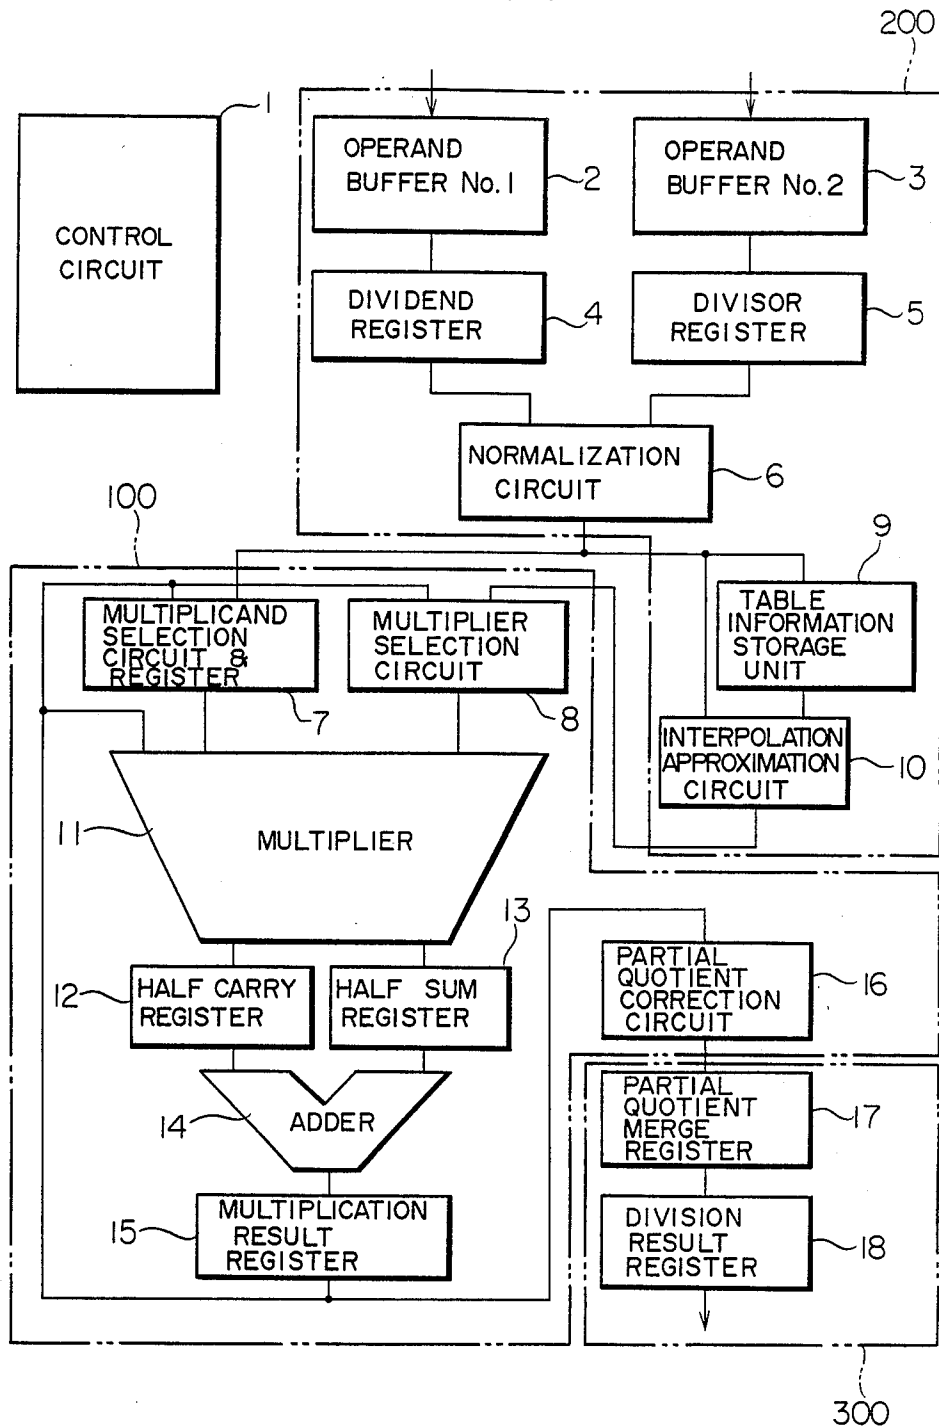 200
1
CONTROL
CIRCUIT
OPERAND
BUFFER No.1
2
OPERAND
BUFFER No.2
3
DIVIDEND
REGISTER
4
DIVISOR
REGISTER
5
NORMALIZATION
CIRCUIT
6
100
9
MULTIPLICAND
SELECTION
CIRCUIT &
REGISTER
7
MULTIPLIER
SELECTION
CIRCUIT
8
TABLE
INFORMATION
STORAGE
UNIT
INTERPOLATION
APPROXIMATION
CIRCUIT
10
11
MULTIPLIER
13
12
HALF CARRY
REGISTER
HALF SUM
REGISTER
PARTIAL
QUOTIENT
CORRECTION
CIRCUIT
16
14
ADDER
PARTIAL
QUOTIENT
MERGE
REGISTER
17
15
MULTIPLICATION
RESULT
REGISTER
DIVISION
RESULT
REGISTER
18
300